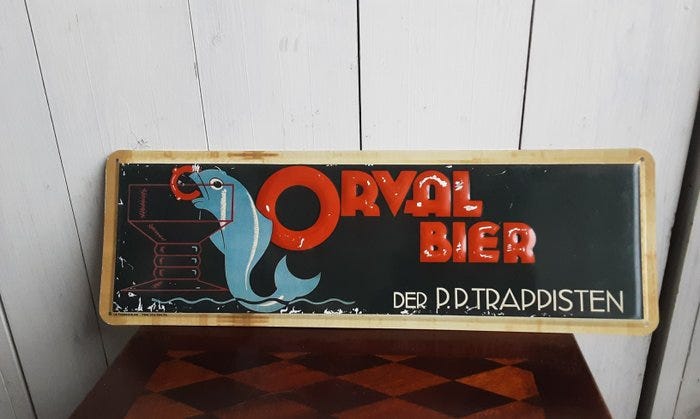 ORVAL
BIER
DER P.P. TRAPPISTEN